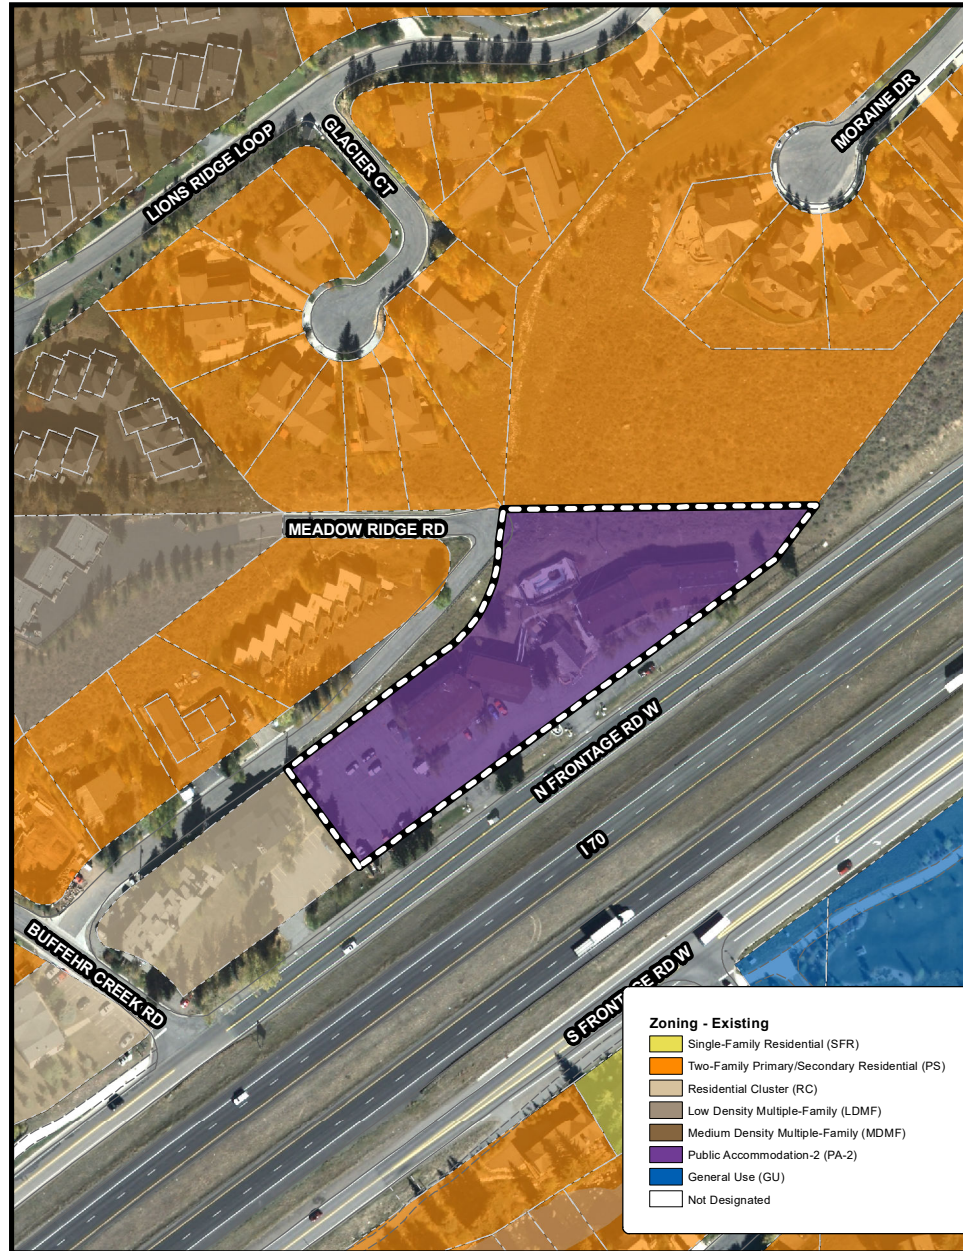 MORAINE DR
GLACIER CT
LIONS RIDGE LOOP
MEADOW RIDGE RD
N FRONTAGE RD W
I 70
BUFFEHR CREEK RD
S FRONTAGE RD W
Zoning - Existing
Single-Family Residential (SFR)
Two-Family Primary/Secondary Residential (PS)
Residential Cluster (RC)
Low Density Multiple-Family (LDMF)
Medium Density Multiple-Family (MDMF)
Public Accommodation-2 (PA-2)
General Use (GU)
Not Designated